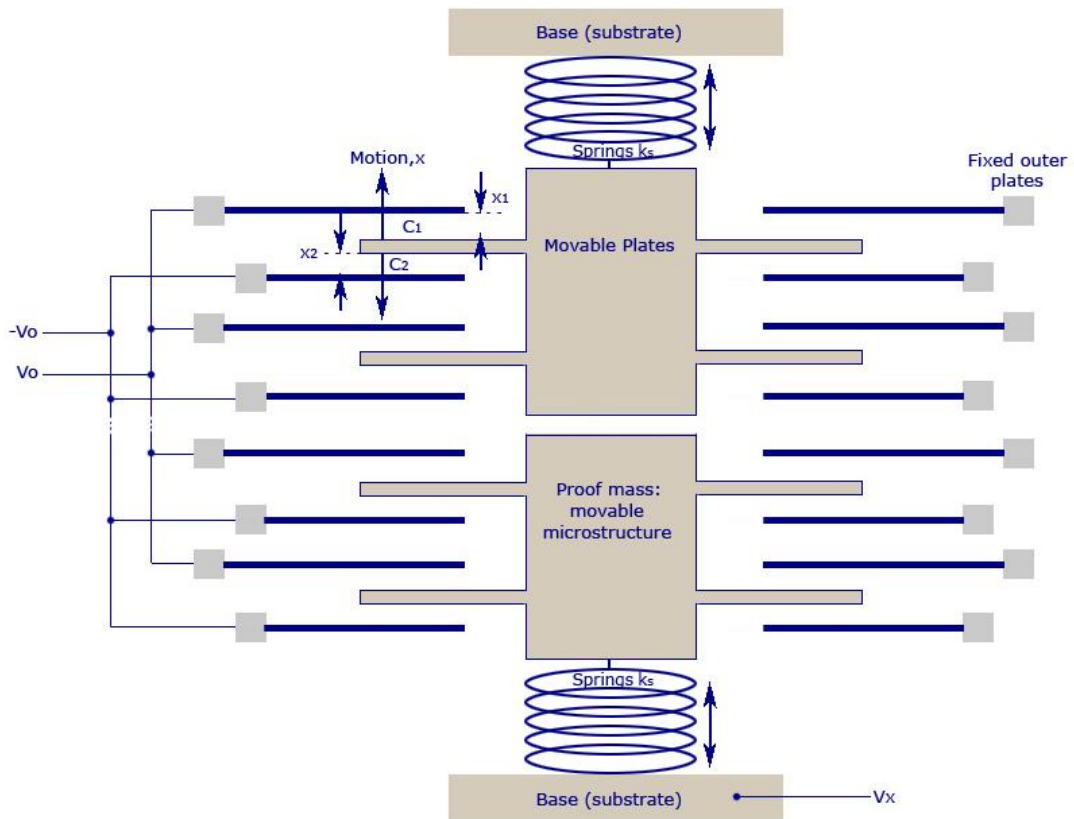 Base (substrate)
Springs ks
Motion,x
Fixed outer
plates
x1
C1
Movable Plates
x2
C2
-Vo
Vo
Proof mass:
movable
microstructure
Springs ks
Base (substrate)
Vx